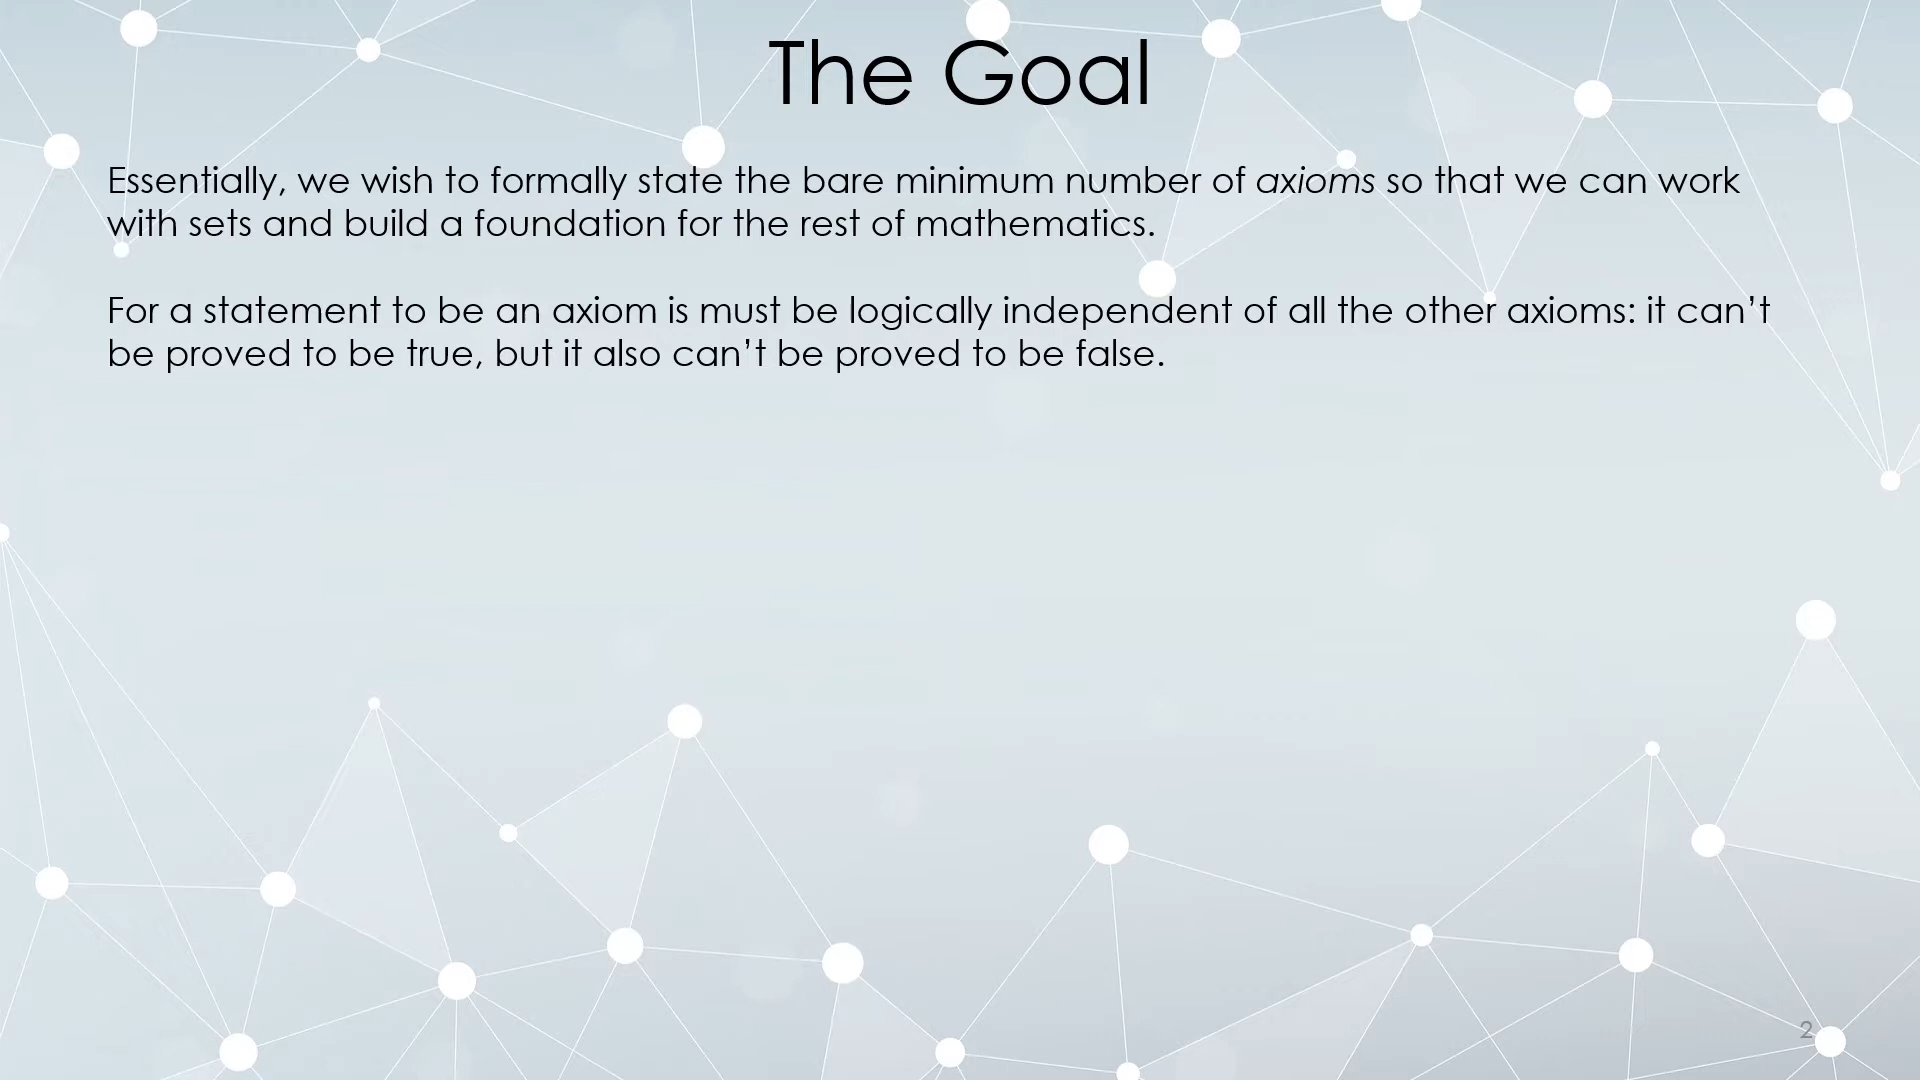 The Goal
Essentially, we wish to formally state the bare minimum number of axioms so that we can work
with sets and build a foundation for the rest of mathematics.
For a statement to be an axiom is must be logically independent of all the other axioms: it can’t
be proved to be true, but it also can’t be proved to be false.
2